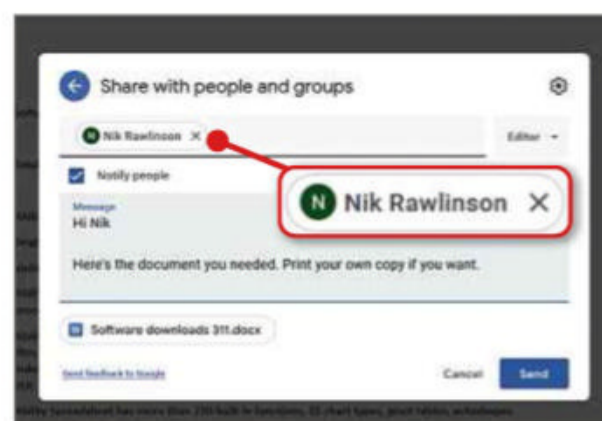 Share with people and groups
N Nik Rawlinson ×
Editor
Notify people
N Nik Rawlinson ×
Message
Hi Nik
Here's the document you needed. Print your own copy if you want.
Software downloads 311.docx
Send feedback to Google
Cancel
Send